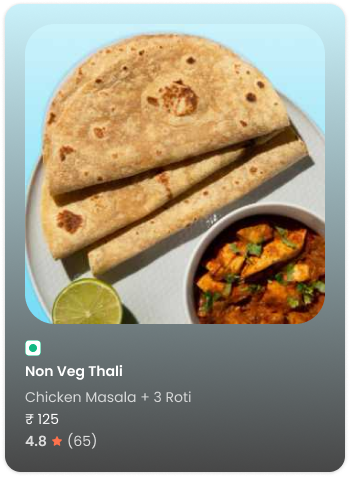 Non Veg Thali
Chicken Masala + 3 Roti
₹ 125
4.8 ★ (65)